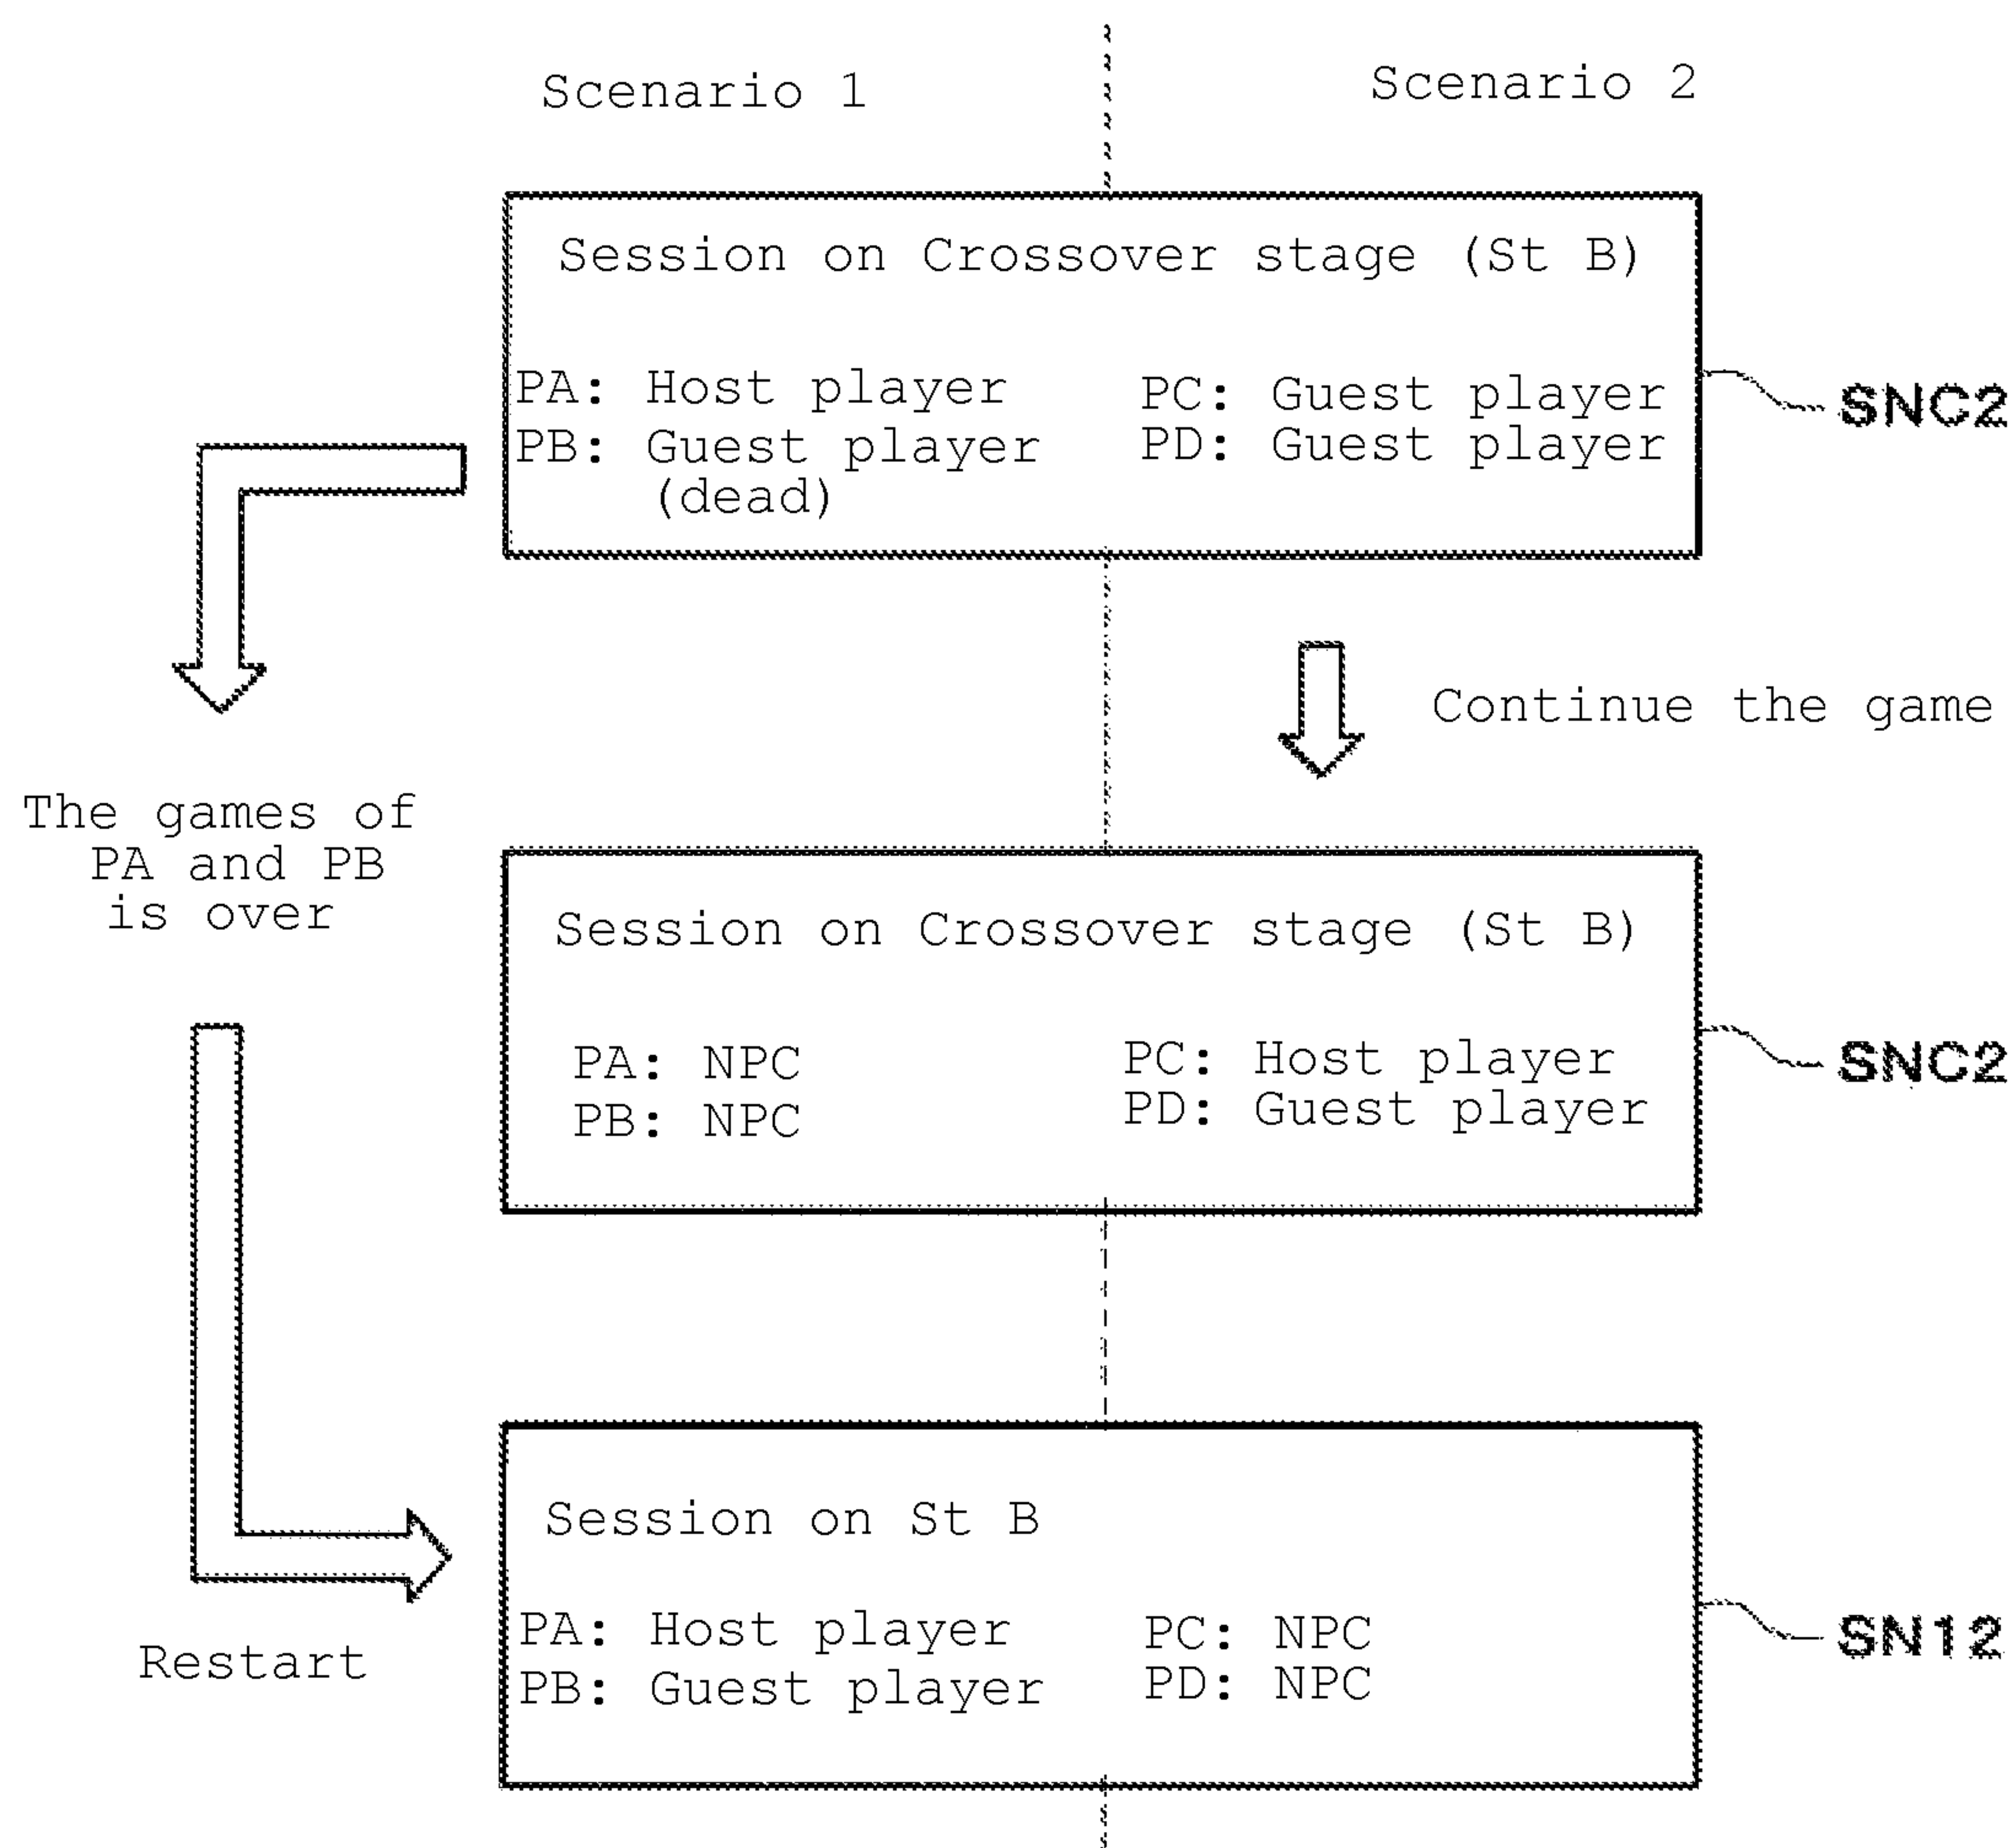 Scenario 1
Scenario 2
Session on Crossover stage (St B)
PA: Host player
PB: Guest player
(dead)
PC: Guest player
PD: Guest player
SNC2
Continue the game
The games of
PA and PB
is over
Session on Crossover stage (St B)
PA: NPC
PB: NPC
PC: Host player
PD: Guest player
SNC2
Restart
Session on St B
PA: Host player
PB: Guest player
PC: NPC
PD: NPC
SN12